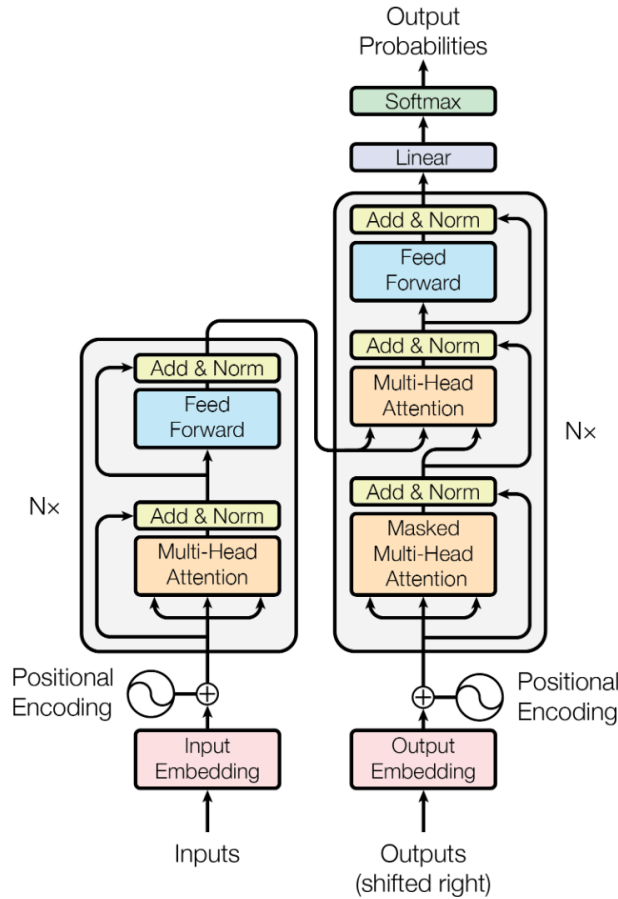 Output
Probabilities
Softmax
Linear
Add & Norm
Feed
Forward
Add & Norm
Multi-Head
Attention
N×
Add & Norm
Masked
Multi-Head
Attention
Add & Norm
Feed
Forward
N×
Add & Norm
Multi-Head
Attention
Positional
Encoding
Positional
Encoding
Input
Embedding
Output
Embedding
Inputs
Outputs
(shifted right)